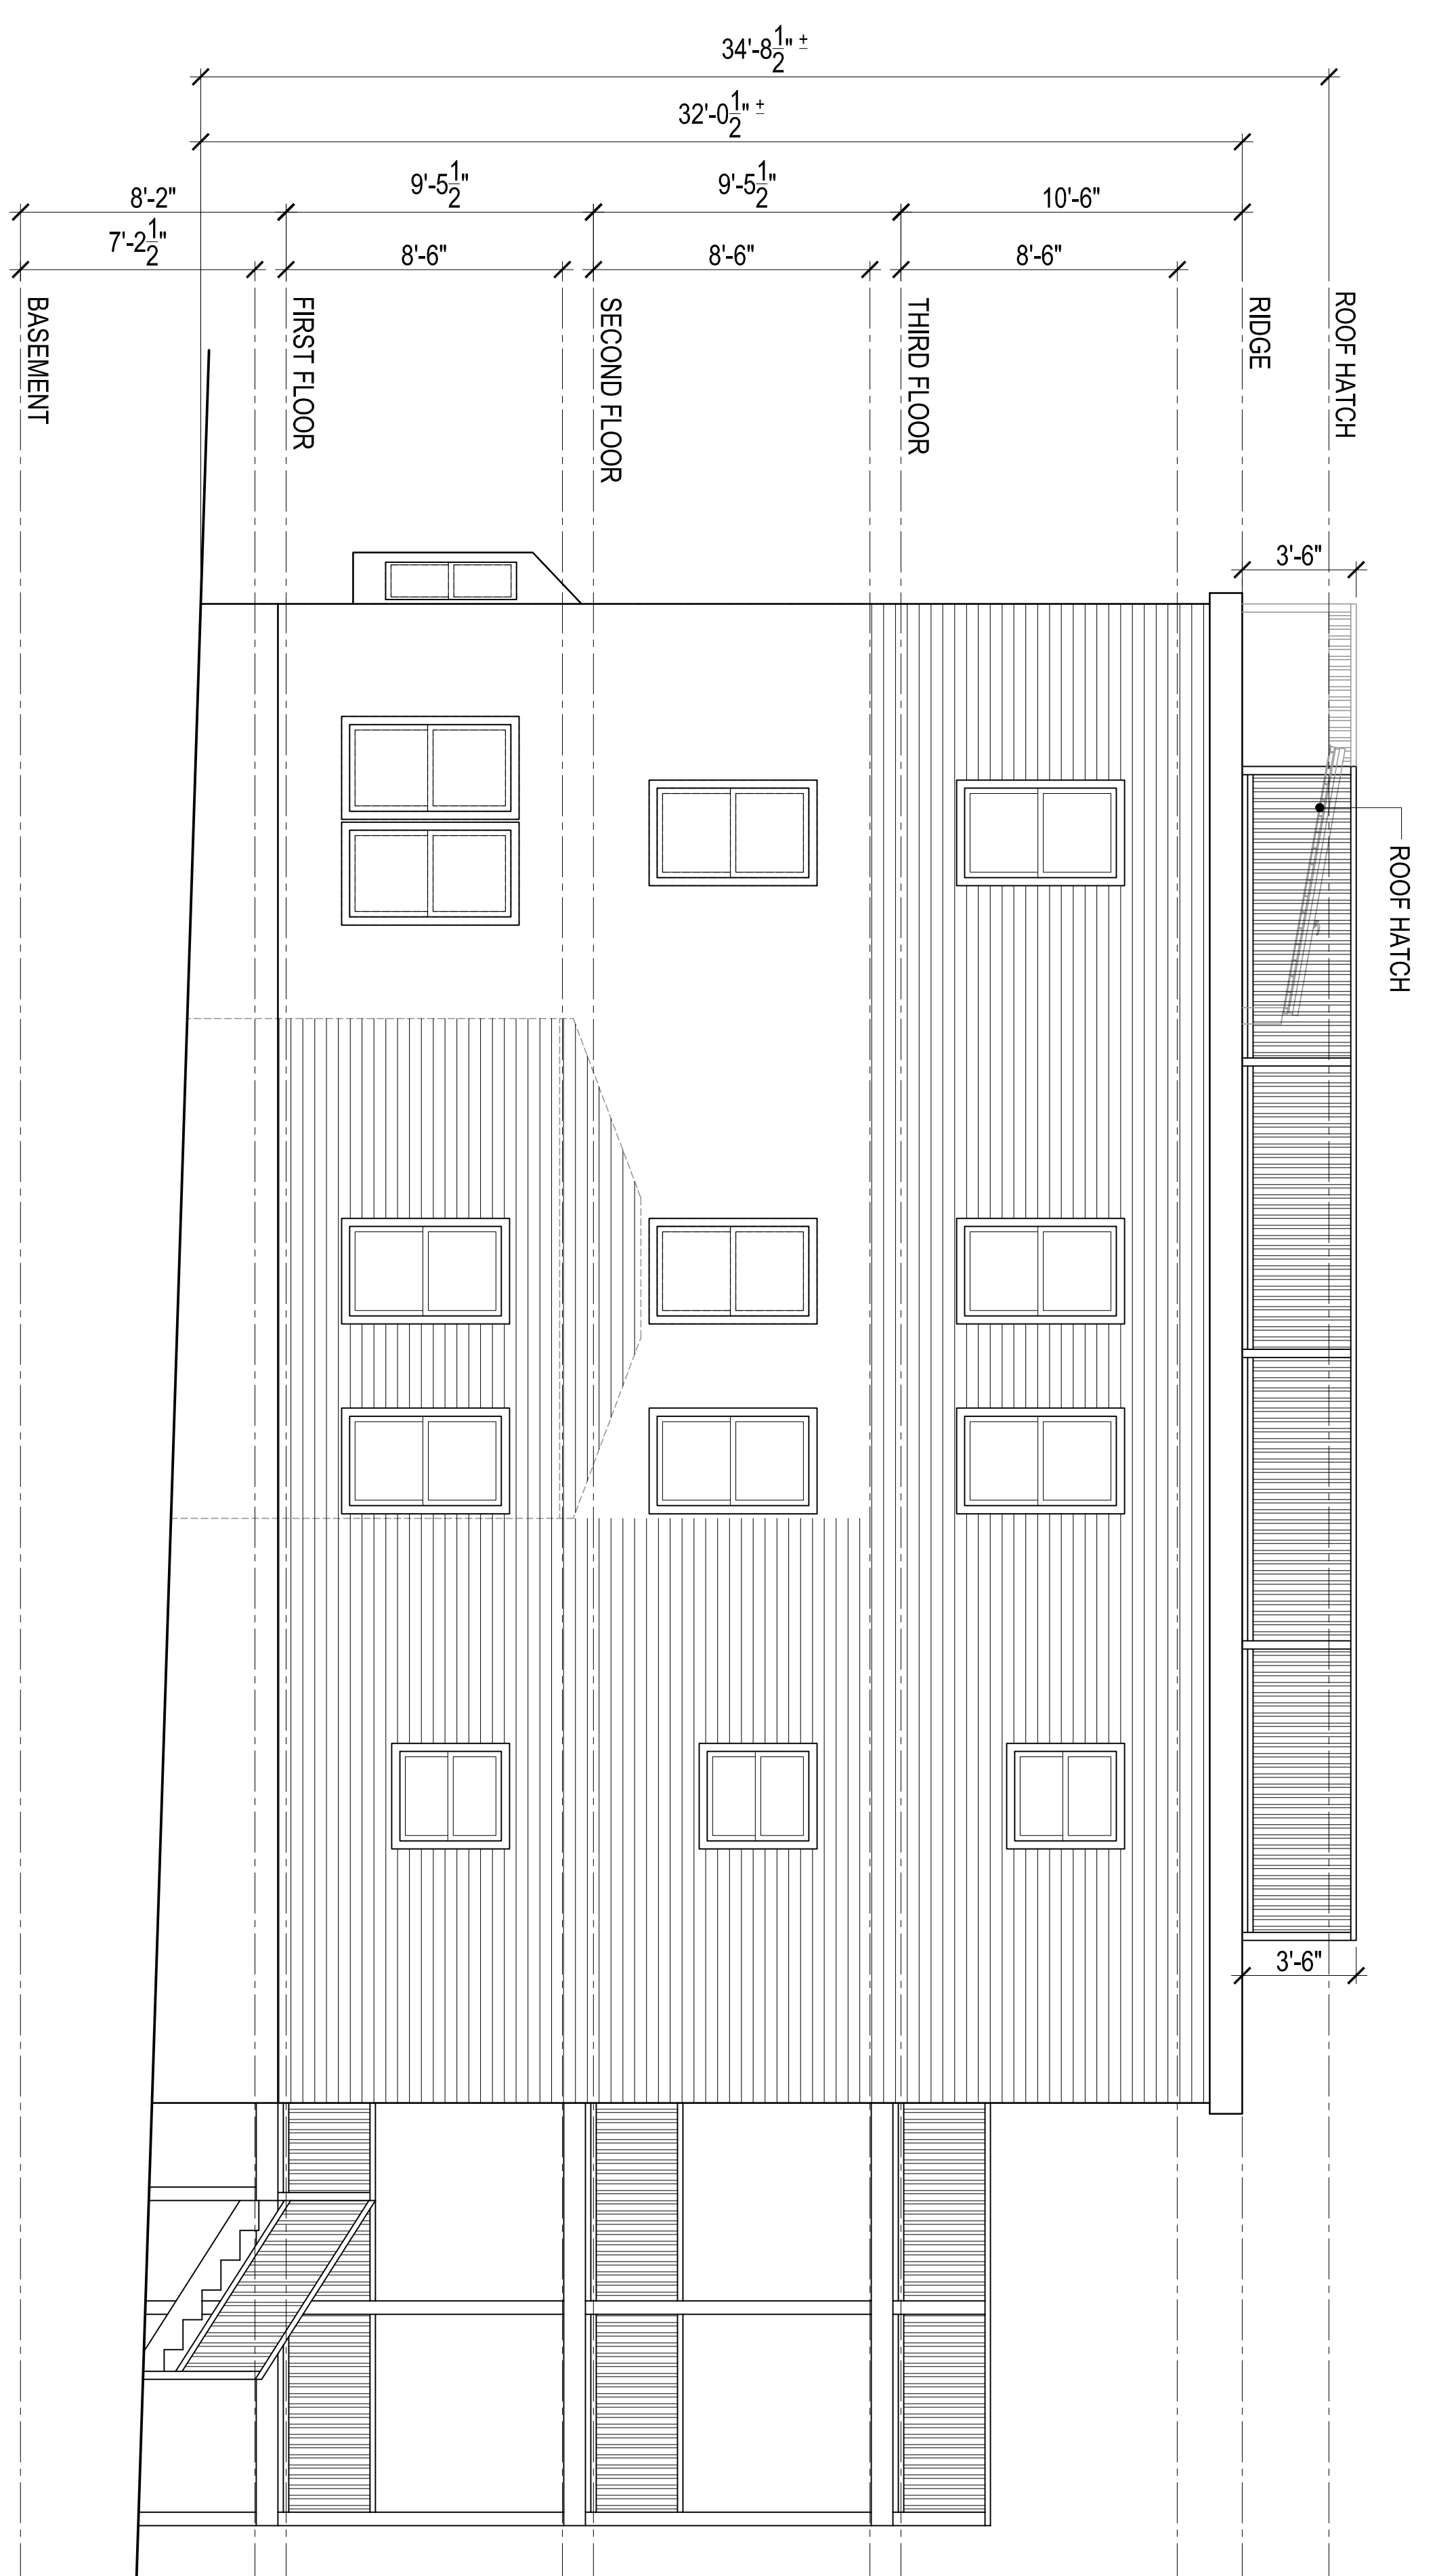 34'-8 1/2" ±
32'-0 1/2" ±
8'-2"
9'-5 1/2"
9'-5 1/2"
10'-6"
7'-2 1/2"
8'-6"
8'-6"
8'-6"
BASEMENT
FIRST FLOOR
SECOND FLOOR
THIRD FLOOR
RIDGE
ROOF HATCH
3'-6"
ROOF HATCH
3'-6"